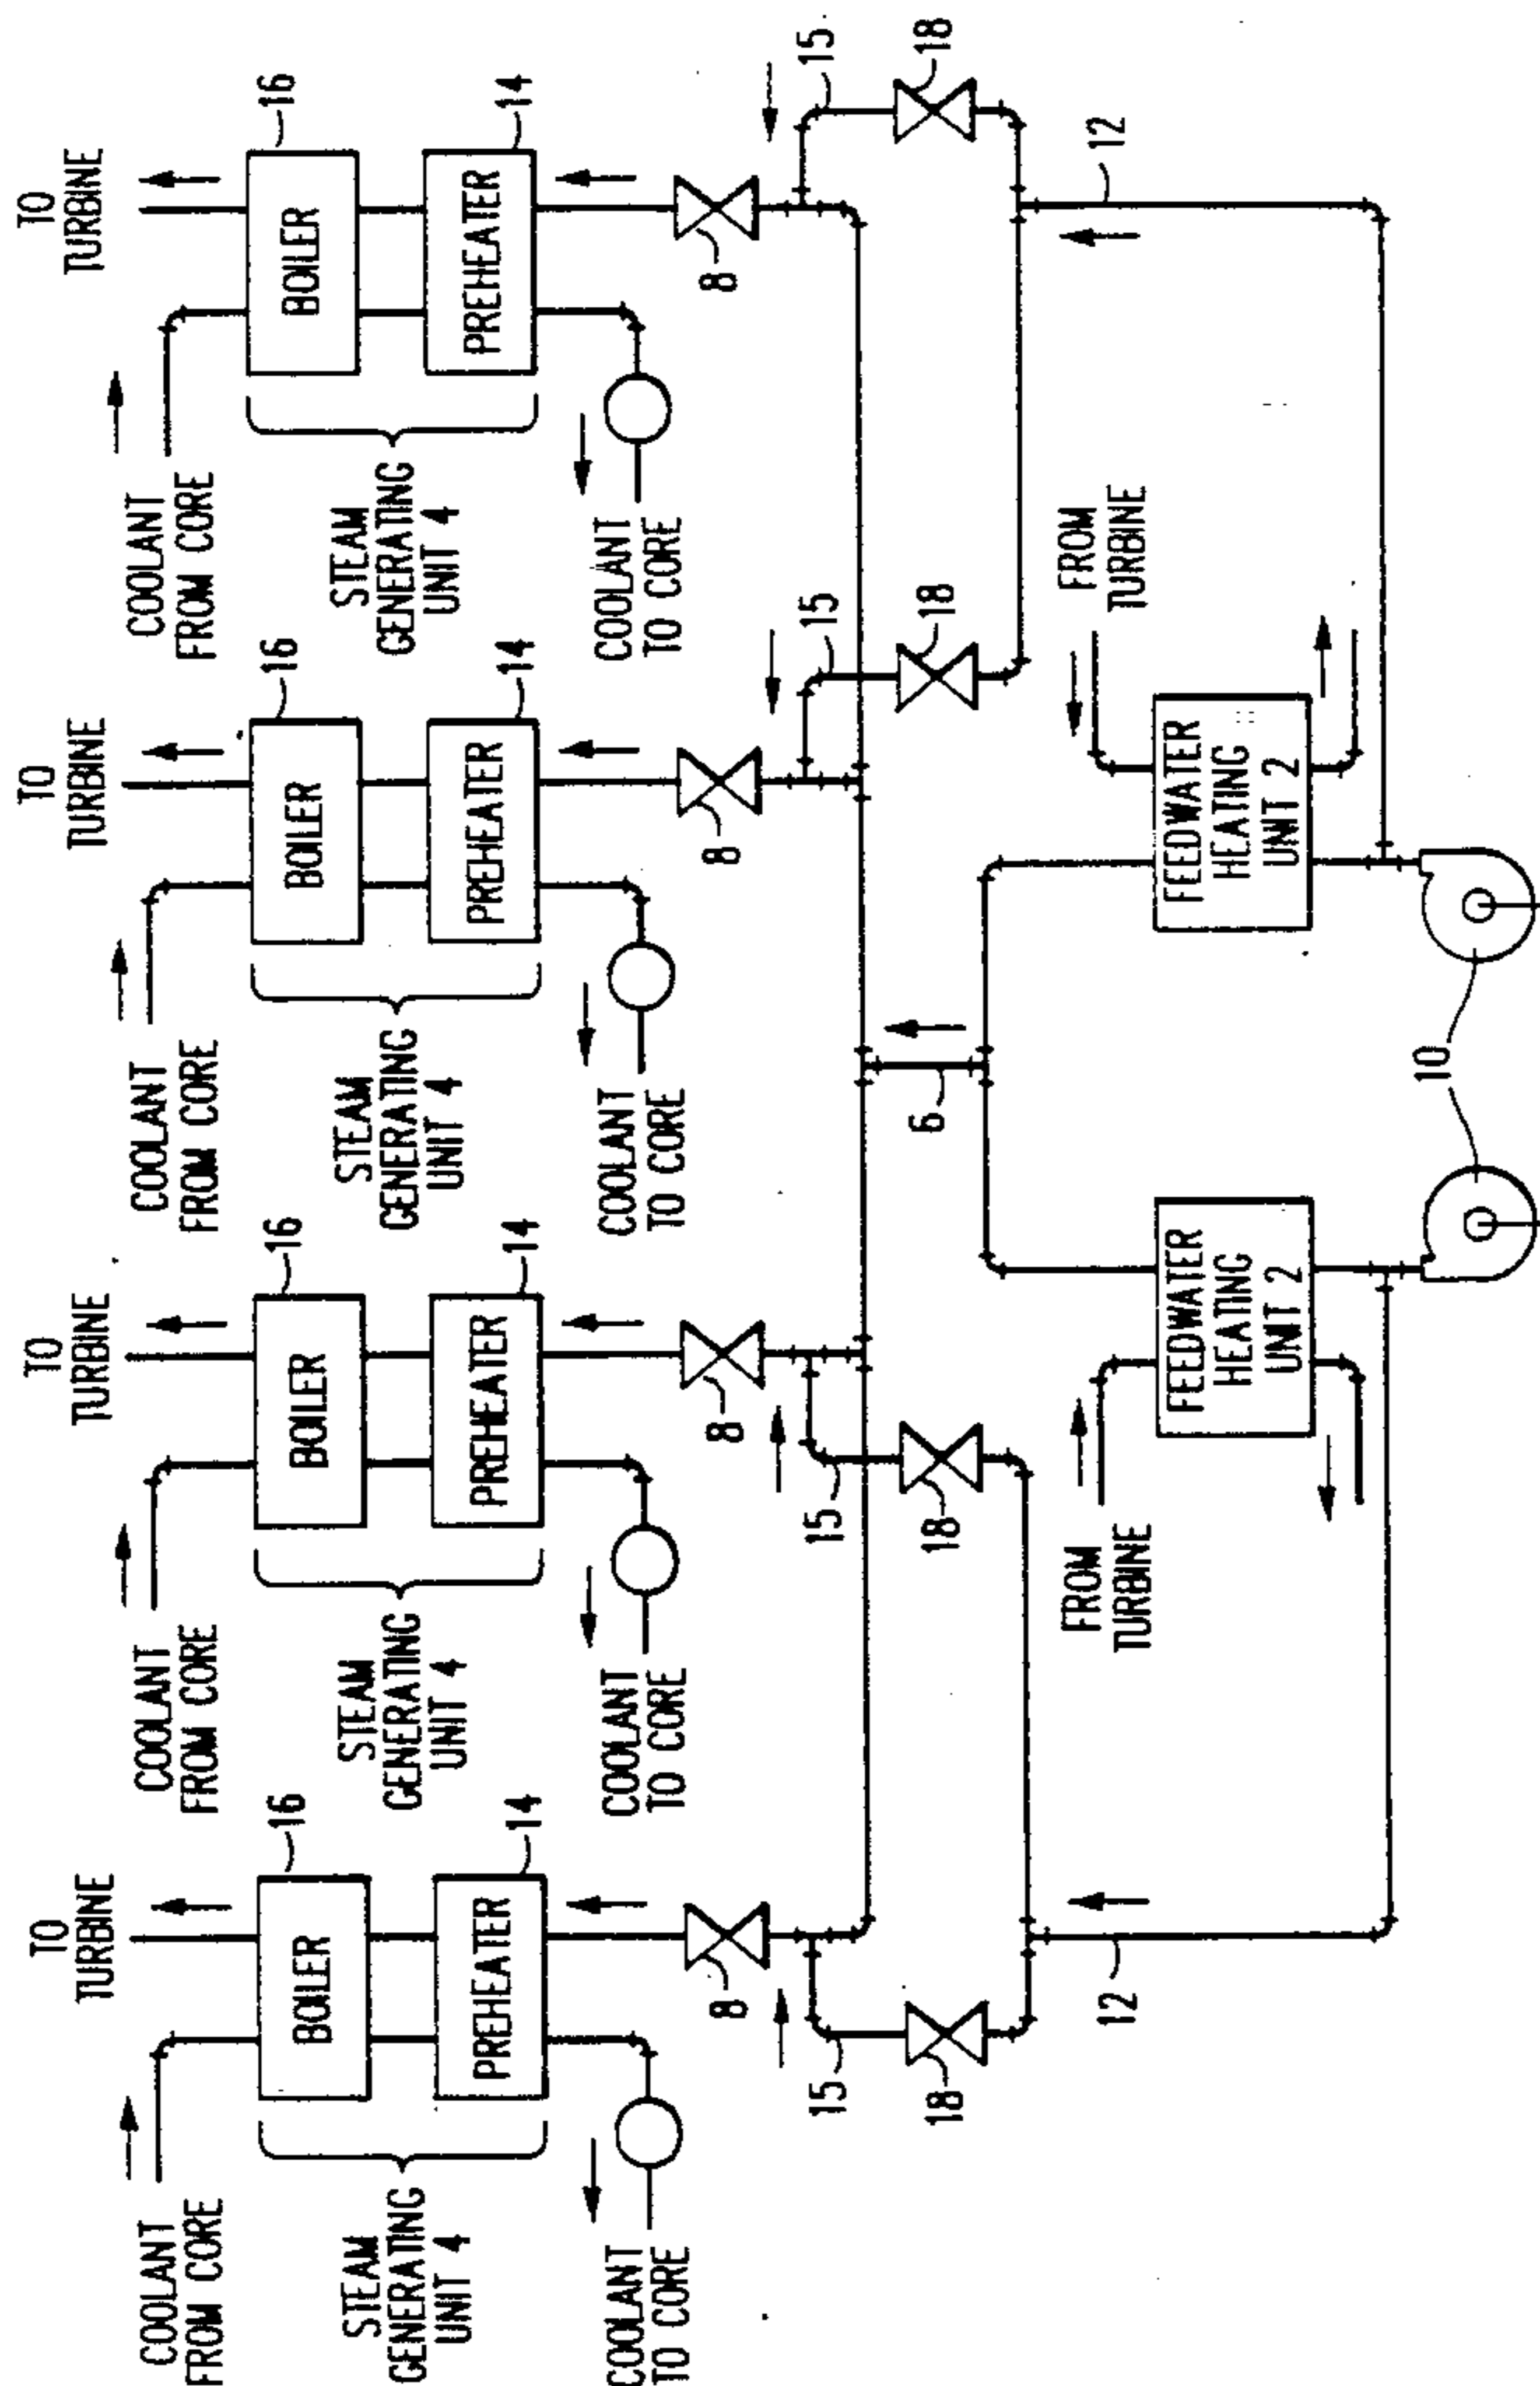 TO
TURBINE
TO
TURBINE
TO
TURBINE
TO
TURBINE
16
16
16
16
BOILER
BOILER
BOILER
BOILER
COOLANT
FROM CORE
COOLANT
FROM CORE
COOLANT
FROM CORE
COOLANT
FROM CORE
14
14
14
14
PREHEATER
PREHEATER
PREHEATER
PREHEATER
STEAM
GENERATING
UNIT 4
STEAM
GENERATING
UNIT 4
STEAM
GENERATING
UNIT 4
STEAM
GENERATING
UNIT 4
COOLANT
TO CORE
COOLANT
TO CORE
COOLANT
TO CORE
COOLANT
TO CORE
8
8
8
8
15
15
15
15
18
18
18
18
6
12
12
FROM
TURBINE
FROM
TURBINE
FEEDWATER
HEATING
UNIT 2
FEEDWATER
HEATING
UNIT 2
10